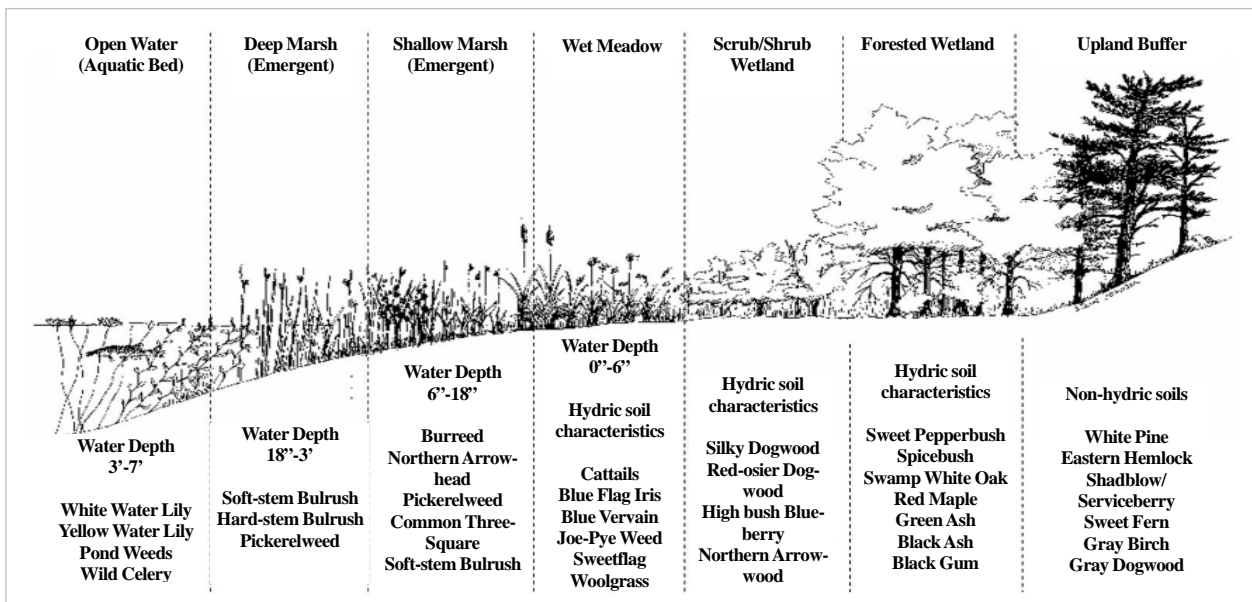 Open Water
(Aquatic Bed)
Deep Marsh
(Emergent)
Shallow Marsh
(Emergent)
Wet Meadow
Scrub/Shrub
Wetland
Forested Wetland
Upland Buffer
Water Depth
3’-7’
White Water Lily
Yellow Water Lily
Pond Weeds
Wild Celery
Water Depth
18”-3’
Soft-stem Bulrush
Hard-stem Bulrush
Pickerelweed
Water Depth
6”-18”
Burreed
Northern Arrow-
head
Pickerelweed
Common Three-
Square
Soft-stem Bulrush
Water Depth
0”-6”
Hydric soil
characteristics
Cattails
Blue Flag Iris
Blue Vervain
Joe-Pye Weed
Sweetflag
Woolgrass
Hydric soil
characteristics
Silky Dogwood
Red-osier Dog-
wood
High bush Blue-
berry
Northern Arrow-
wood
Hydric soil
characteristics
Sweet Pepperbush
Spicebush
Swamp White Oak
Red Maple
Green Ash
Black Ash
Black Gum
Non-hydric soils
White Pine
Eastern Hemlock
Shadblow/
Serviceberry
Sweet Fern
Gray Birch
Gray Dogwood